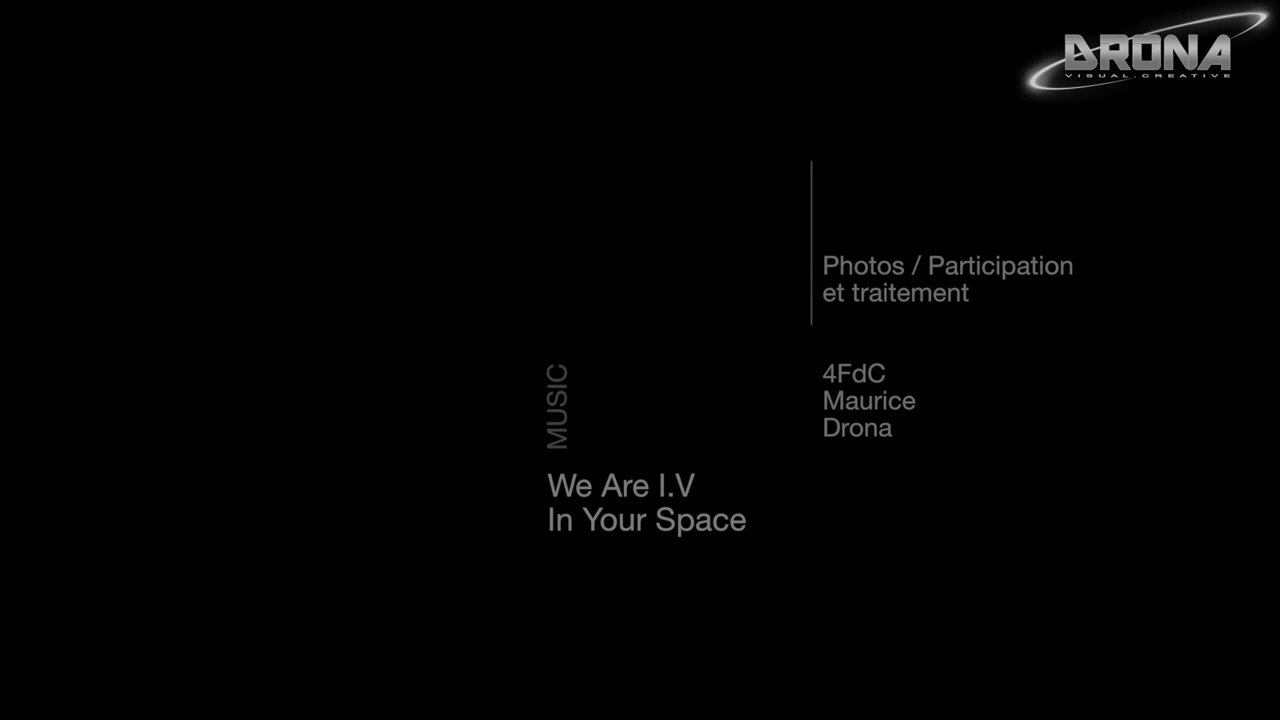 DRONA
VISUAL.CREATIVE
Photos / Participation
et traitement
4FdC
Maurice
Drona
MUSIC
We Are I.V
In Your Space